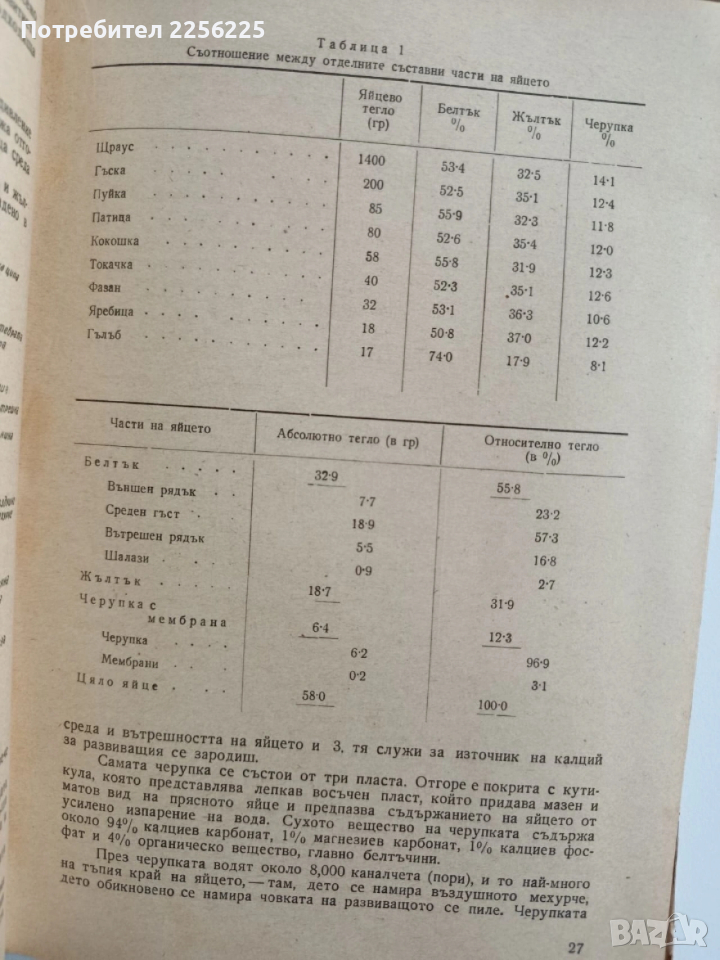 Потребител 2256225
Таблица 1
Съотношение между отделните съставни части на яйцето
Яйцево тегло (гр) Белтък % Жълтък % Черупка %
Щраус . . . . . . . . . . 1400 53·4 32·5 14·1
Гъска . . . . . . . . . . 200 52·5 35·1 12·4
Пуйка . . . . . . . . . . 85 55·9 32·3 11·8
Патица . . . . . . . . . 80 52·6 35·4 12·0
Кокошка . . . . . . . . 58 55·8 31·9 12·3
Токачка . . . . . . . . . 40 52·3 35·1 12·6
Фазан . . . . . . . . . . 32 53·1 36·3 10·6
Яребица . . . . . . . . . 18 50·8 37·0 12·2
Гълъб . . . . . . . . . . 17 74·0 17·9 8·1
Части на яйцето Абсолютно тегло (в гр) Относително тегло (в %)
Белтък . . . . . 32·9 55·8
Външен рядък . . 7·7 23·2
Среден гъст . 18·9 57·3
Вътрешен рядък 5·5 16·8
Шалази . . . . 0·9 2·7
Жълтък . . . . . 18·7 31·9
Черупка с
мембрана 6·4 12·3
Черупка . . . . 6·2 96·9
Мембрани . . . . 0·2 3·1
Цяло яйце . . . 58·0 100·0
среда и вътрешността на яйцето и 3. тя служи за източник на калций
за развиващия се зародиш.
Самата черупка се състои от три пласта. Отгоре е покрита с кути-
кула, която представлява лепкав восъчен пласт, който придава мазен и
матов вид на прясното яйце и предпазва съдържанието на яйцето от
усилено изпарение на вода. Сухото вещество на черупката съдържа
около 94% калциев карбонат, 1% магнезиев карбонат, 1% калциев фос-
фат и 4% органическо вещество, главно белтъчини.
През черупката водят около 8,000 каналчета (пори), и то най-много
на тъпия край на яйцето, — там, дето се намира въздушното мехурче,
дето обикновено се намира човката на развиващото се пиле. Черупката
27
BAZAR